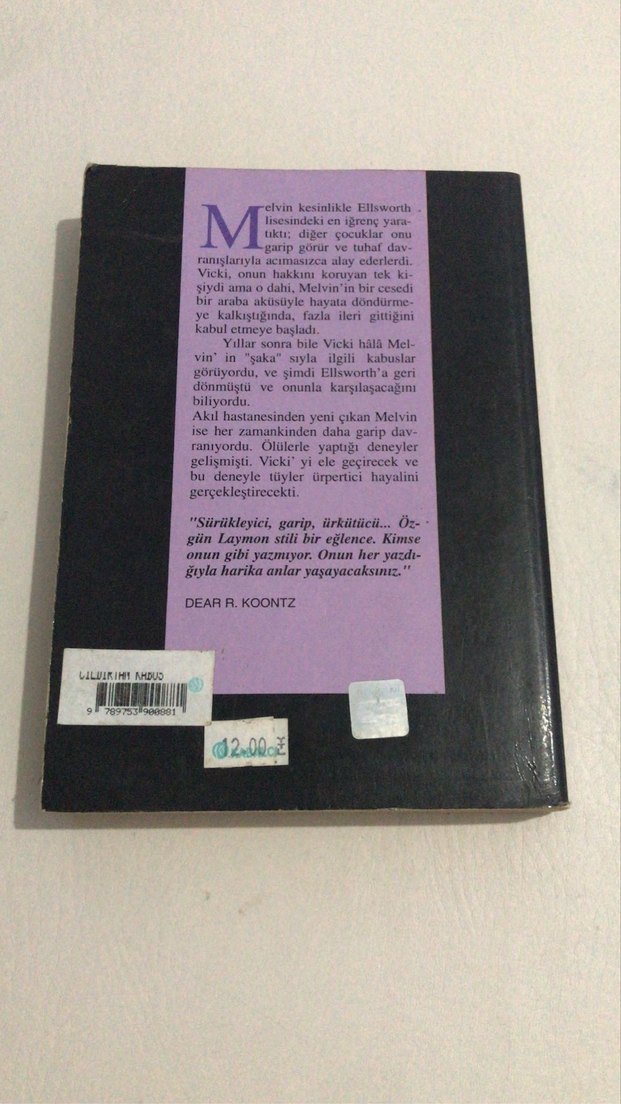 Melvin kesinlikle Ellsworth
lisesindeki en iğrenç yara-
tıktı; diğer çocuklar onu
garip görür ve tuhaf dav-
ranışlarıyla acımasızca alay ederlerdi.
Vicki, onun hakkını koruyan tek ki-
şiydi ama o dahi, Melvin'in bir cesedi
bir araba aküsüyle hayata döndürme-
ye kalkıştığında, fazla ileri gittiğini
kabul etmeye başladı.
Yıllar sonra bile Vicki hâlâ Mel-
vin' in "şaka" sıyla ilgili kabuslar
görüyordu, ve şimdi Ellsworth'a geri
dönmüştü ve onunla karşılaşacağını
biliyordu.
Akıl hastanesinden yeni çıkan Melvin
ise her zamankinden daha garip dav-
ranıyordu. Ölülerle yaptığı deneyler
gelişmişti. Vicki' yi ele geçirecek ve
bu deneyle tüyler ürpertici hayalini
gerçekleştirecekti.
"Sürükleyici, garip, ürkütücü... Öz-
gün Laymon stili bir eğlence. Kimse
onun gibi yazmıyor. Onun her yazdı-
ğıyla harika anlar yaşayacaksınız."
DEAR R. KOONTZ
ÇILDIRTAN KABUS
9 789753 900881
12.00